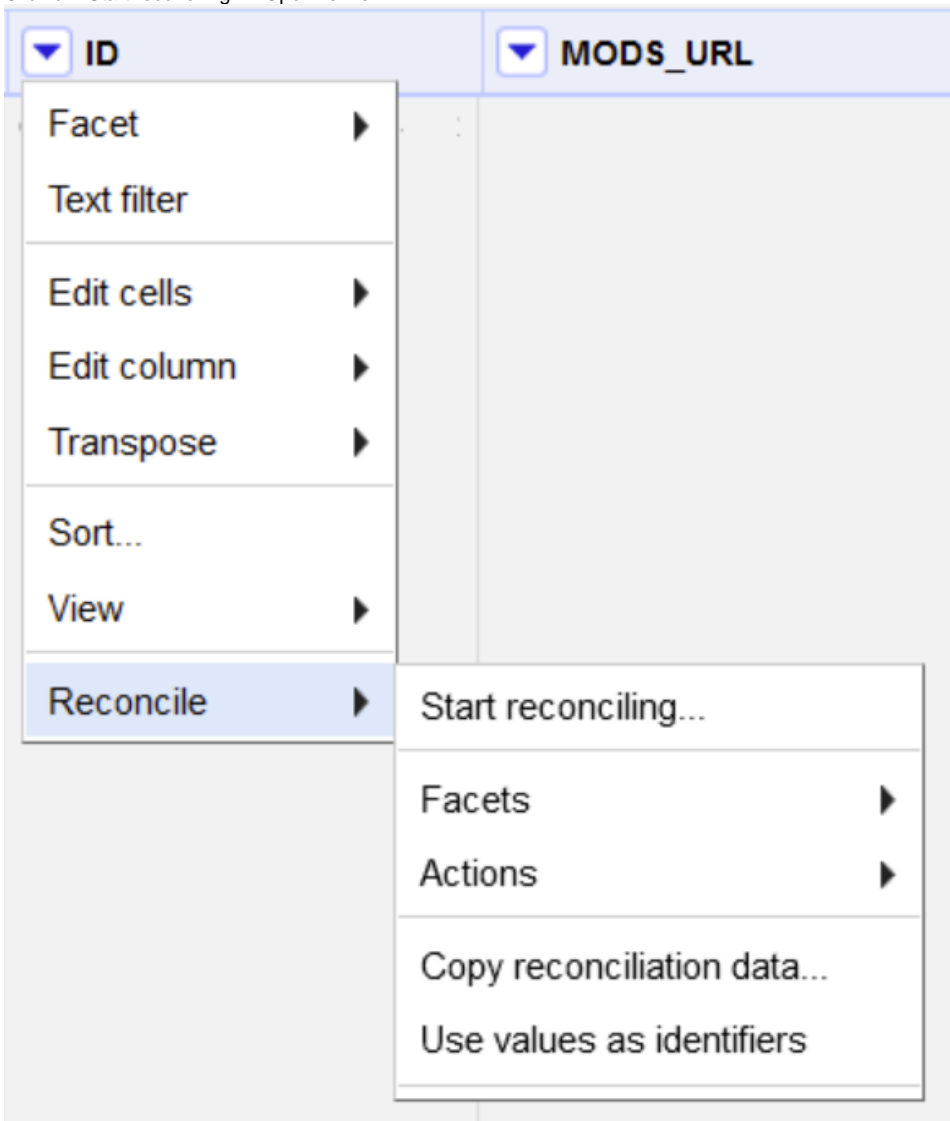 ID MODS_URL
Facet
Text filter
Edit cells
Edit column
Transpose
Sort...
View
Reconcile
Start reconciling...
Facets
Actions
Copy reconciliation data...
Use values as identifiers